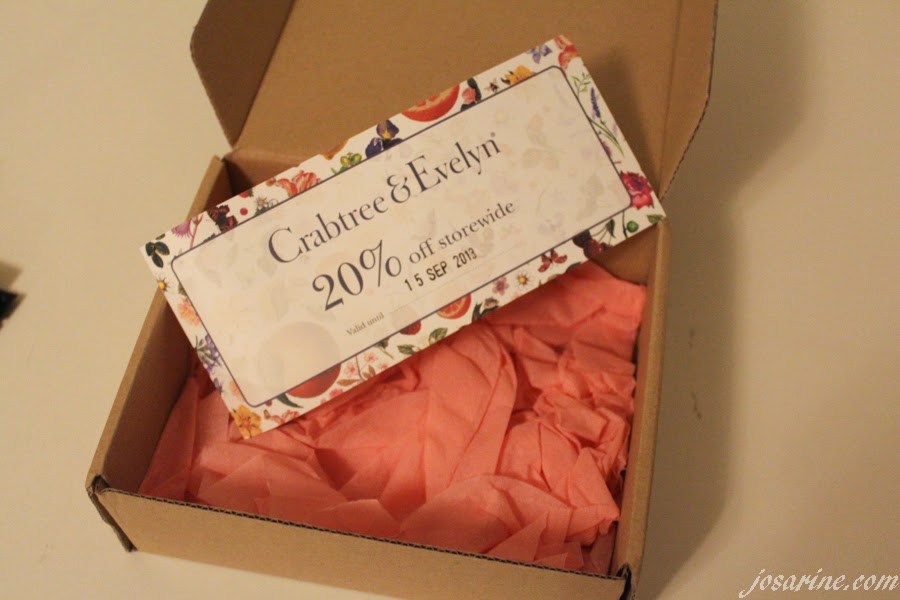 Crabtree & Evelyn®
20% off storewide
Valid until 15 SEP 2013
josarine.com